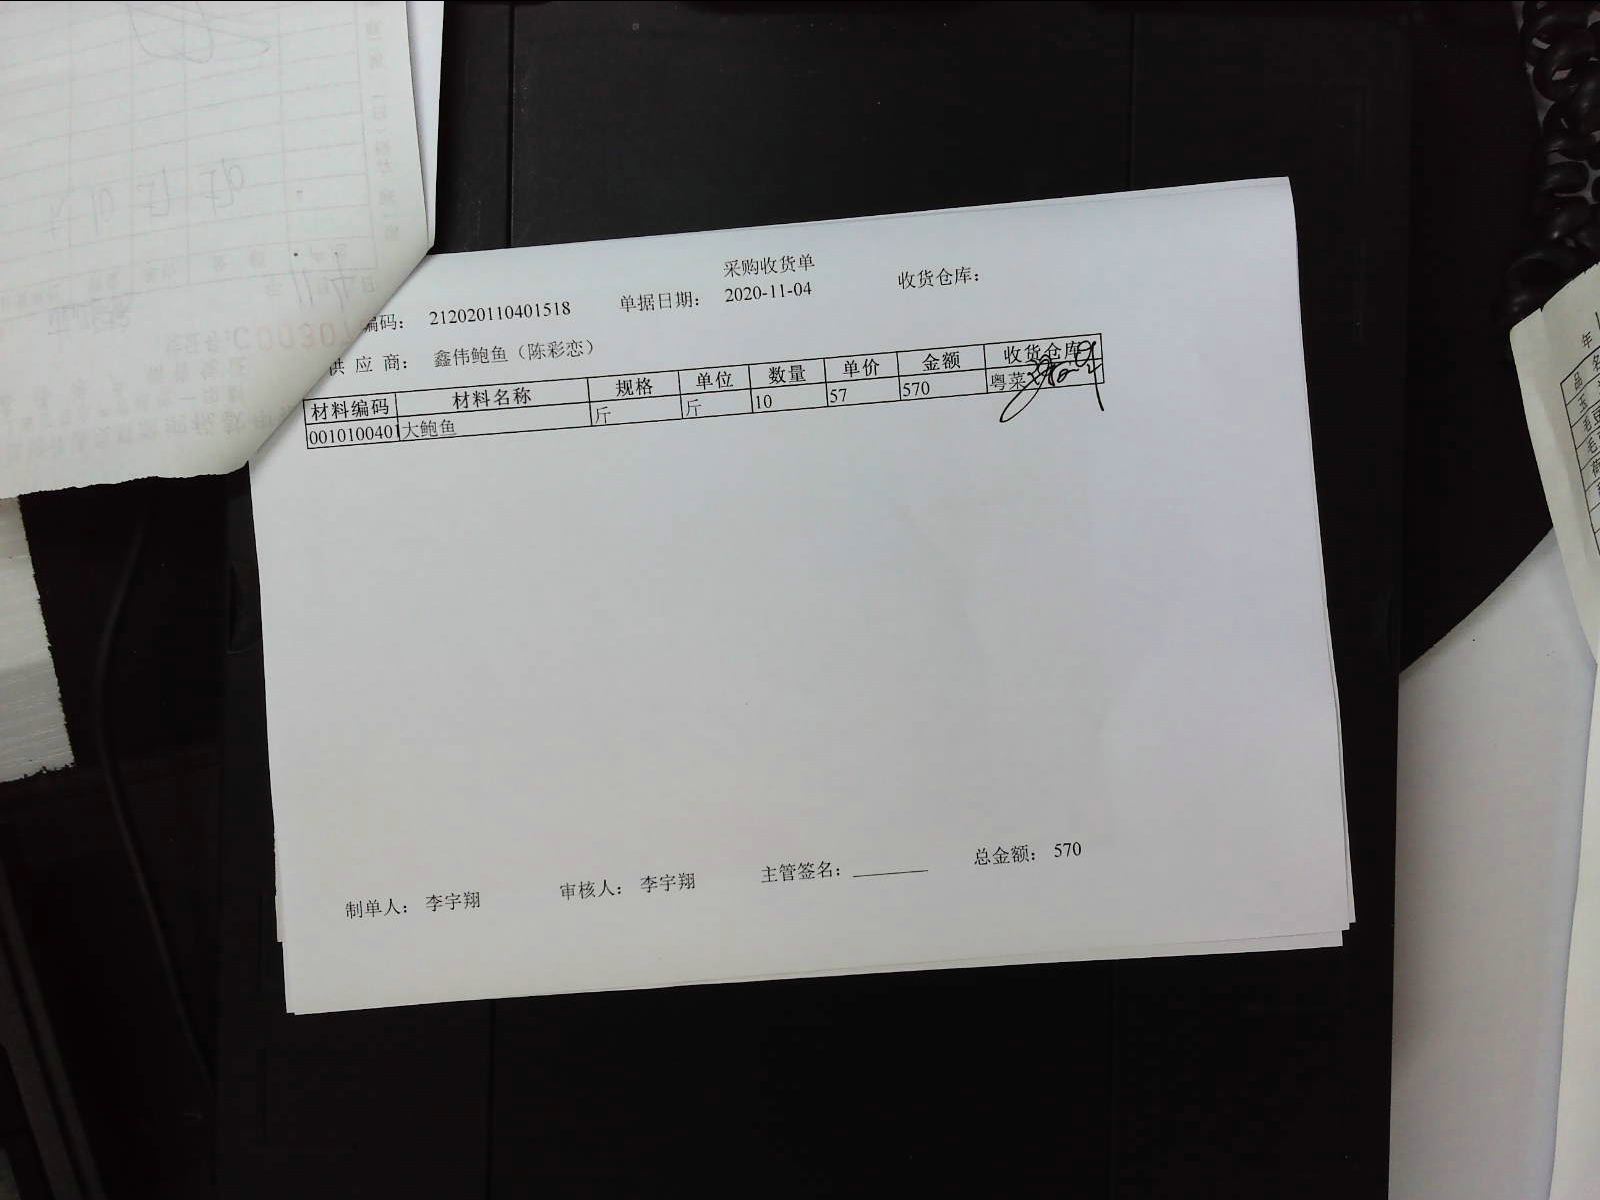 采购收货单
编码： 212020110401518 单据日期： 2020-11-04 收货仓库：
供 应 商： 鑫伟鲍鱼（陈彩恋）
材料编码 材料名称 规格 单位 数量 单价 金额 收货仓库
0010100401 大鲍鱼 斤 斤 10 57 570 粤菜
制单人： 李宇翔 审核人： 李宇翔 主管签名： 总金额： 570
年
品